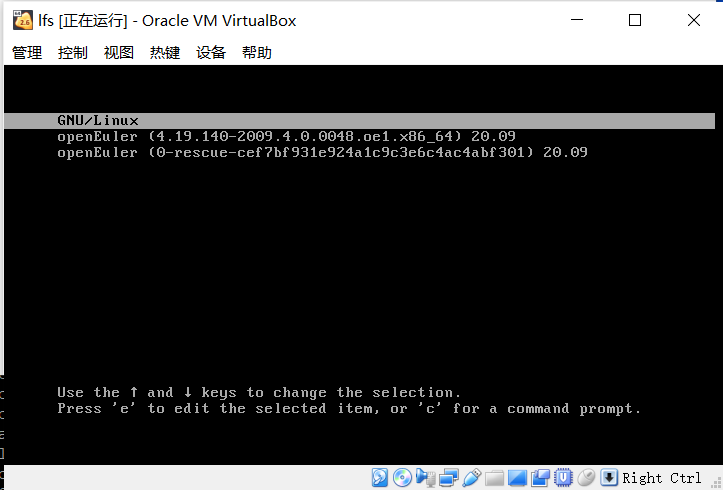 lfs [正在运行] - Oracle VM VirtualBox
管理 控制 视图 热键 设备 帮助
GNU/Linux
openEuler (4.19.140-2009.4.0.0048.oe1.x86_64) 20.09
openEuler (0-rescue-cef7bf931e924a1c9c3e6c4ac4abf301) 20.09
Use the ↑ and ↓ keys to change the selection.
Press 'e' to edit the selected item, or 'c' for a command prompt.
Right Ctrl